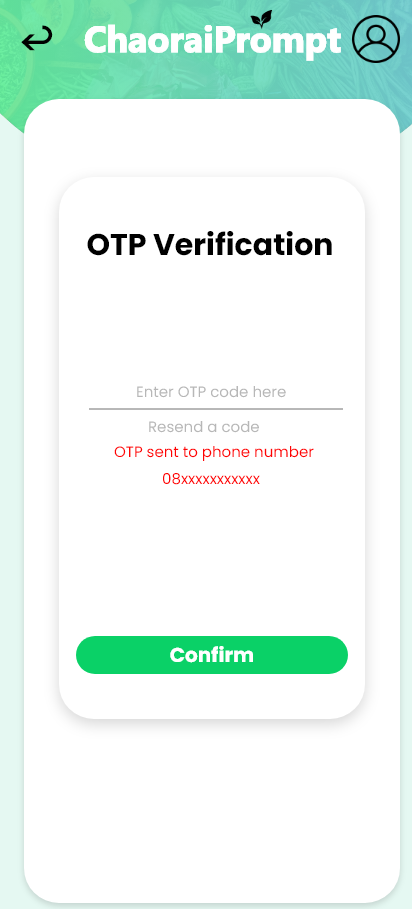 ChaoraiPrompt
OTP Verification
Enter OTP code here
Resend a code
OTP sent to phone number
08xxxxxxxxxxx
Confirm